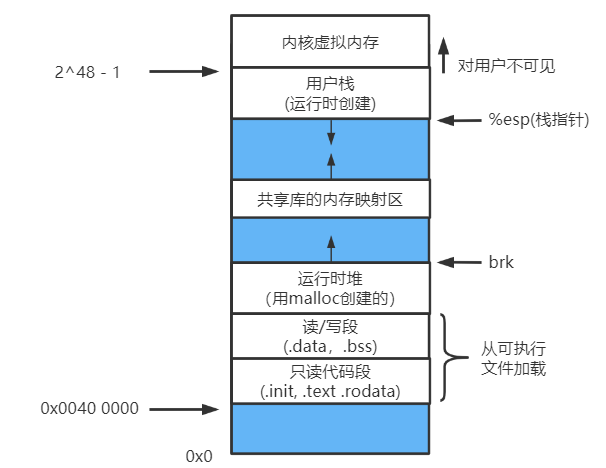 内核虚拟内存
对用户不可见
2^48 - 1
用户栈
(运行时创建)
%esp(栈指针)
共享库的内存映射区
brk
运行时堆
（用malloc创建的）
读/写段
(.data，.bss)
从可执行
文件加载
只读代码段
(.init, .text .rodata)
0x0040 0000
0x0